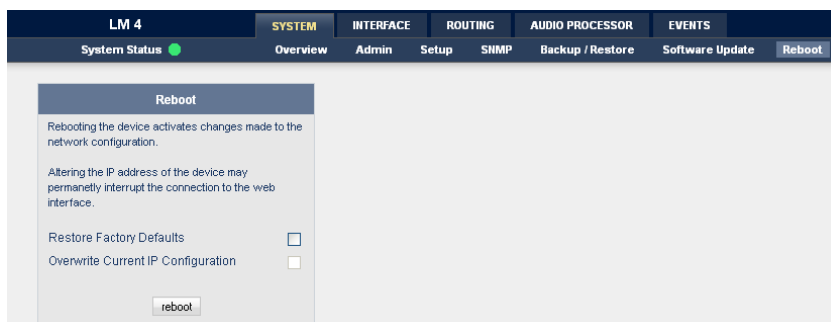 LM 4 SYSTEM INTERFACE ROUTING AUDIO PROCESSOR EVENTS
System Status Overview Admin Setup SNMP Backup / Restore Software Update Reboot
Reboot
Rebooting the device activates changes made to the
network configuration.
Altering the IP address of the device may
permanetly interrupt the connection to the web
interface.
Restore Factory Defaults
Overwrite Current IP Configuration
reboot